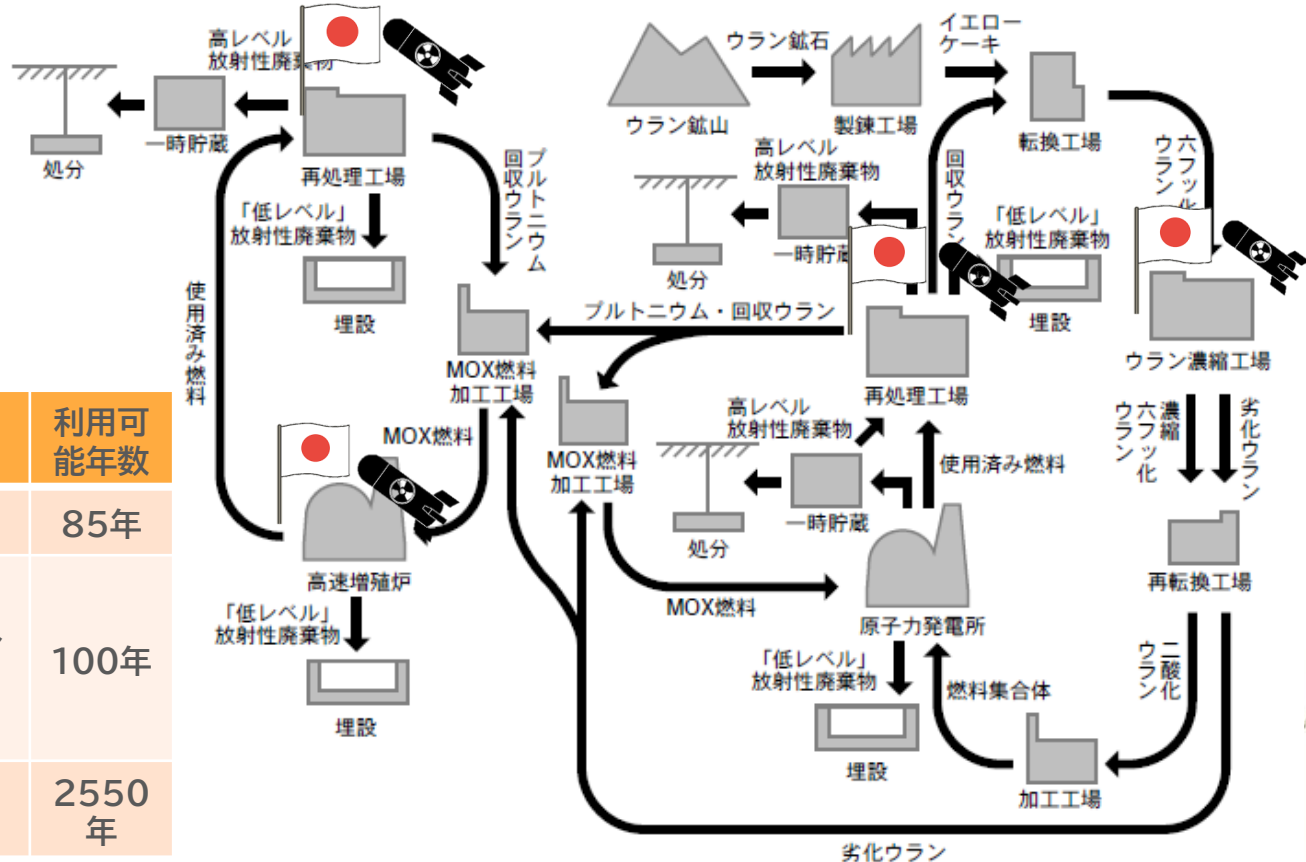 高レベル
放射性廃棄物
処分
一時貯蔵
再処理工場
「低レベル」
放射性廃棄物
埋設
プルトニウム
回収ウラン
使用済み燃料
MOX燃料
加工工場
MOX燃料
高速増殖炉
「低レベル」
放射性廃棄物
埋設
利用可
能年数
85年
100年
2550
年
ウラン鉱山
ウラン鉱石
製錬工場
イエロー
ケーキ
転換工場
六フッ化
ウラン
高レベル
放射性廃棄物
処分
一時貯蔵
回収ウラン
「低レベル」
放射性廃棄物
埋設
ウラン濃縮工場
プルトニウム・回収ウラン
再処理工場
MOX燃料
加工工場
高レベル
放射性廃棄物
処分
一時貯蔵
使用済み燃料
濃縮
六フッ化
ウラン
劣化ウラン
再転換工場
MOX燃料
原子力発電所
「低レベル」
放射性廃棄物
埋設
燃料集合体
二酸化
ウラン
加工工場
劣化ウラン